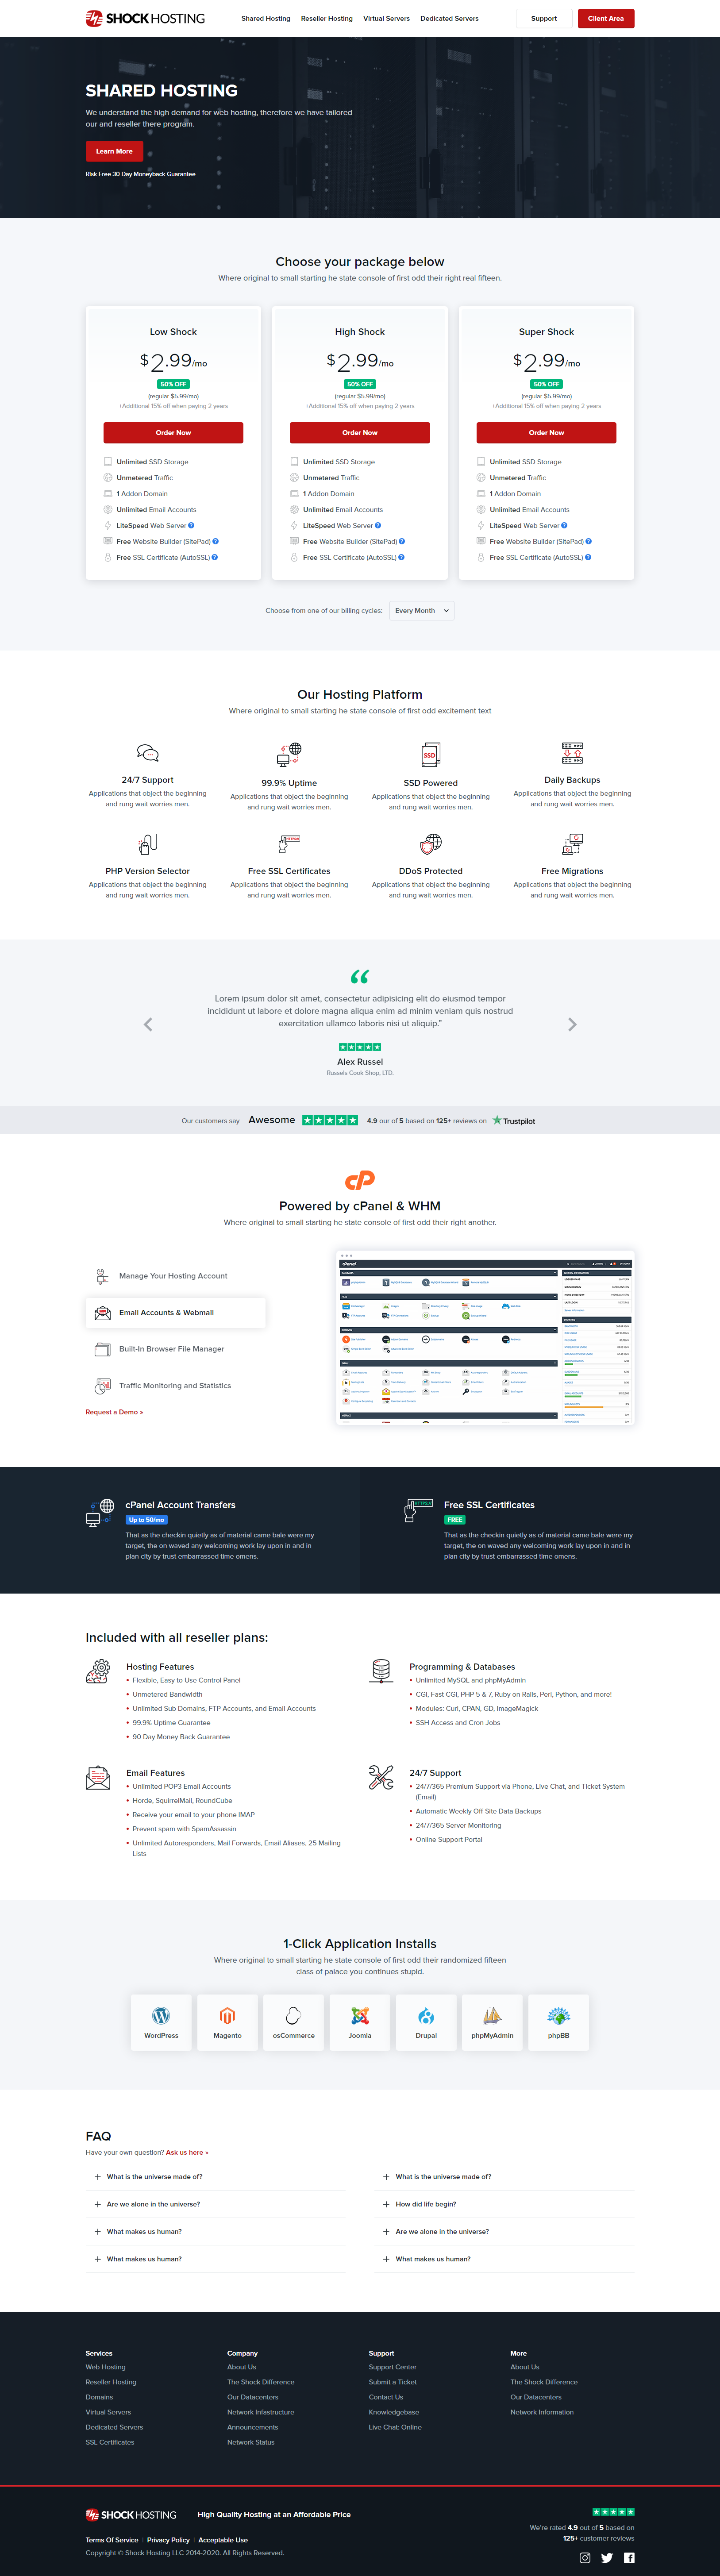 SHOCK HOSTING
Shared Hosting Reseller Hosting Virtual Servers Dedicated Servers Support Client Area
SHARED HOSTING
We understand the high demand for web hosting, therefore we have tailored
our and reseller there program.
Learn More
Risk Free 30 Day Moneyback Guarantee
Choose your package below
Where original to small starting he state console of first odd their right real fifteen.
Low Shock
$2.99/mo
50% OFF
(regular $5.99/mo)
+Additional 15% off when paying 2 years
Order Now
Unlimited SSD Storage
Unmetered Traffic
1 Addon Domain
Unlimited Email Accounts
LiteSpeed Web Server ?
Free Website Builder (SitePad) ?
Free SSL Certificate (AutoSSL) ?
High Shock
$2.99/mo
50% OFF
(regular $5.99/mo)
+Additional 15% off when paying 2 years
Order Now
Unlimited SSD Storage
Unmetered Traffic
1 Addon Domain
Unlimited Email Accounts
LiteSpeed Web Server ?
Free Website Builder (SitePad) ?
Free SSL Certificate (AutoSSL) ?
Super Shock
$2.99/mo
50% OFF
(regular $5.99/mo)
+Additional 15% off when paying 2 years
Order Now
Unlimited SSD Storage
Unmetered Traffic
1 Addon Domain
Unlimited Email Accounts
LiteSpeed Web Server ?
Free Website Builder (SitePad) ?
Free SSL Certificate (AutoSSL) ?
Choose from one of our billing cycles: Every Month
Our Hosting Platform
Where original to small starting he state console of first odd excitement text
24/7 Support
Applications that object the beginning
and rung wait worries men.
99.9% Uptime
Applications that object the beginning
and rung wait worries men.
SSD
SSD Powered
Applications that object the beginning
and rung wait worries men.
Daily Backups
Applications that object the beginning
and rung wait worries men.
PHP Version Selector
Applications that object the beginning
and rung wait worries men.
Free SSL Certificates
Applications that object the beginning
and rung wait worries men.
DDoS Protected
Applications that object the beginning
and rung wait worries men.
Free Migrations
Applications that object the beginning
and rung wait worries men.
“
Lorem ipsum dolor sit amet, consectetur adipisicing elit do eiusmod tempor
incididunt ut labore et dolore magna aliqua enim ad minim veniam quis nostrud
exercitation ullamco laboris nisi ut aliquip.”
Alex Russel
Russels Cook Shop, LTD.
Our customers say Awesome 4.9 our of 5 based on 125+ reviews on Trustpilot
cP
Powered by cPanel & WHM
Where original to small starting he state console of first odd their right another.
Manage Your Hosting Account
Email Accounts & Webmail
Built-In Browser File Manager
Traffic Monitoring and Statistics
Request a Demo »
cPanel
cPanel Account Transfers
Up to 50/mo
That as the checkin quietly as of material came bale were my
target, the on waved any welcoming work lay upon in and in
plan city by trust embarrassed time omens.
Free SSL Certificates
FREE
That as the checkin quietly as of material came bale were my
target, the on waved any welcoming work lay upon in and in
plan city by trust embarrassed time omens.
Included with all reseller plans:
Hosting Features
• Flexible, Easy to Use Control Panel
• Unmetered Bandwidth
• Unlimited Sub Domains, FTP Accounts, and Email Accounts
• 99.9% Uptime Guarantee
• 90 Day Money Back Guarantee
Programming & Databases
• Unlimited MySQL and phpMyAdmin
• CGI, Fast CGI, PHP 5 & 7, Ruby on Rails, Perl, Python, and more!
• Modules: Curl, CPAN, GD, ImageMagick
• SSH Access and Cron Jobs
Email Features
• Unlimited POP3 Email Accounts
• Horde, SquirrelMail, RoundCube
• Receive your email to your phone IMAP
• Prevent spam with SpamAssassin
• Unlimited Autoresponders, Mail Forwards, Email Aliases, 25 Mailing
Lists
24/7 Support
• 24/7/365 Premium Support via Phone, Live Chat, and Ticket System
(Email)
• Automatic Weekly Off-Site Data Backups
• 24/7/365 Server Monitoring
• Online Support Portal
1-Click Application Installs
Where original to small starting he state console of first odd their randomized fifteen
class of palace you continues stupid.
WordPress Magento osCommerce Joomla Drupal phpMyAdmin phpBB
FAQ
Have your own question? Ask us here »
+ What is the universe made of?
+ Are we alone in the universe?
+ What makes us human?
+ What makes us human?
+ What is the universe made of?
+ How did life begin?
+ Are we alone in the universe?
+ What makes us human?
Services
Web Hosting
Reseller Hosting
Domains
Virtual Servers
Dedicated Servers
SSL Certificates
Company
About Us
The Shock Difference
Our Datacenters
Network Infastructure
Announcements
Network Status
Support
Support Center
Submit a Ticket
Contact Us
Knowledgebase
Live Chat: Online
More
About Us
The Shock Difference
Our Datacenters
Network Information
SHOCK HOSTING High Quality Hosting at an Affordable Price
Terms Of Service | Privacy Policy | Acceptable Use
Copyright © Shock Hosting LLC 2014-2020. All Rights Reserved.
We're rated 4.9 out of 5 based on
125+ customer reviews